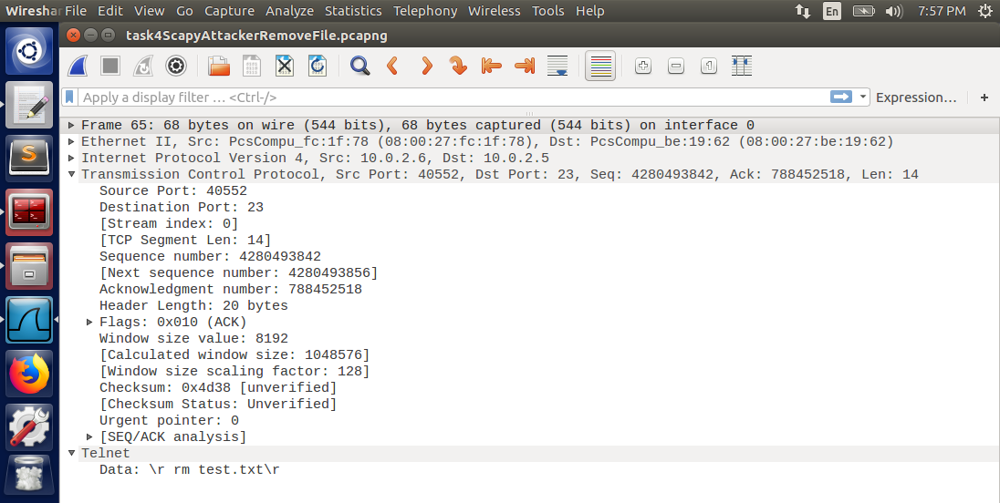 Wireshar File Edit View Go Capture Analyze Statistics Telephony Wireless Tools Help En 7:57 PM
task4ScapyAttackerRemoveFile.pcapng
Apply a display filter … <Ctrl-/> Expression… +
Frame 65: 68 bytes on wire (544 bits), 68 bytes captured (544 bits) on interface 0
Ethernet II, Src: PcsCompu_fc:1f:78 (08:00:27:fc:1f:78), Dst: PcsCompu_be:19:62 (08:00:27:be:19:62)
Internet Protocol Version 4, Src: 10.0.2.6, Dst: 10.0.2.5
Transmission Control Protocol, Src Port: 40552, Dst Port: 23, Seq: 4280493842, Ack: 788452518, Len: 14
Source Port: 40552
Destination Port: 23
[Stream index: 0]
[TCP Segment Len: 14]
Sequence number: 4280493842
[Next sequence number: 4280493856]
Acknowledgment number: 788452518
Header Length: 20 bytes
Flags: 0x010 (ACK)
Window size value: 8192
[Calculated window size: 1048576]
[Window size scaling factor: 128]
Checksum: 0x4d38 [unverified]
[Checksum Status: Unverified]
Urgent pointer: 0
[SEQ/ACK analysis]
Telnet
Data: \r rm test.txt\r